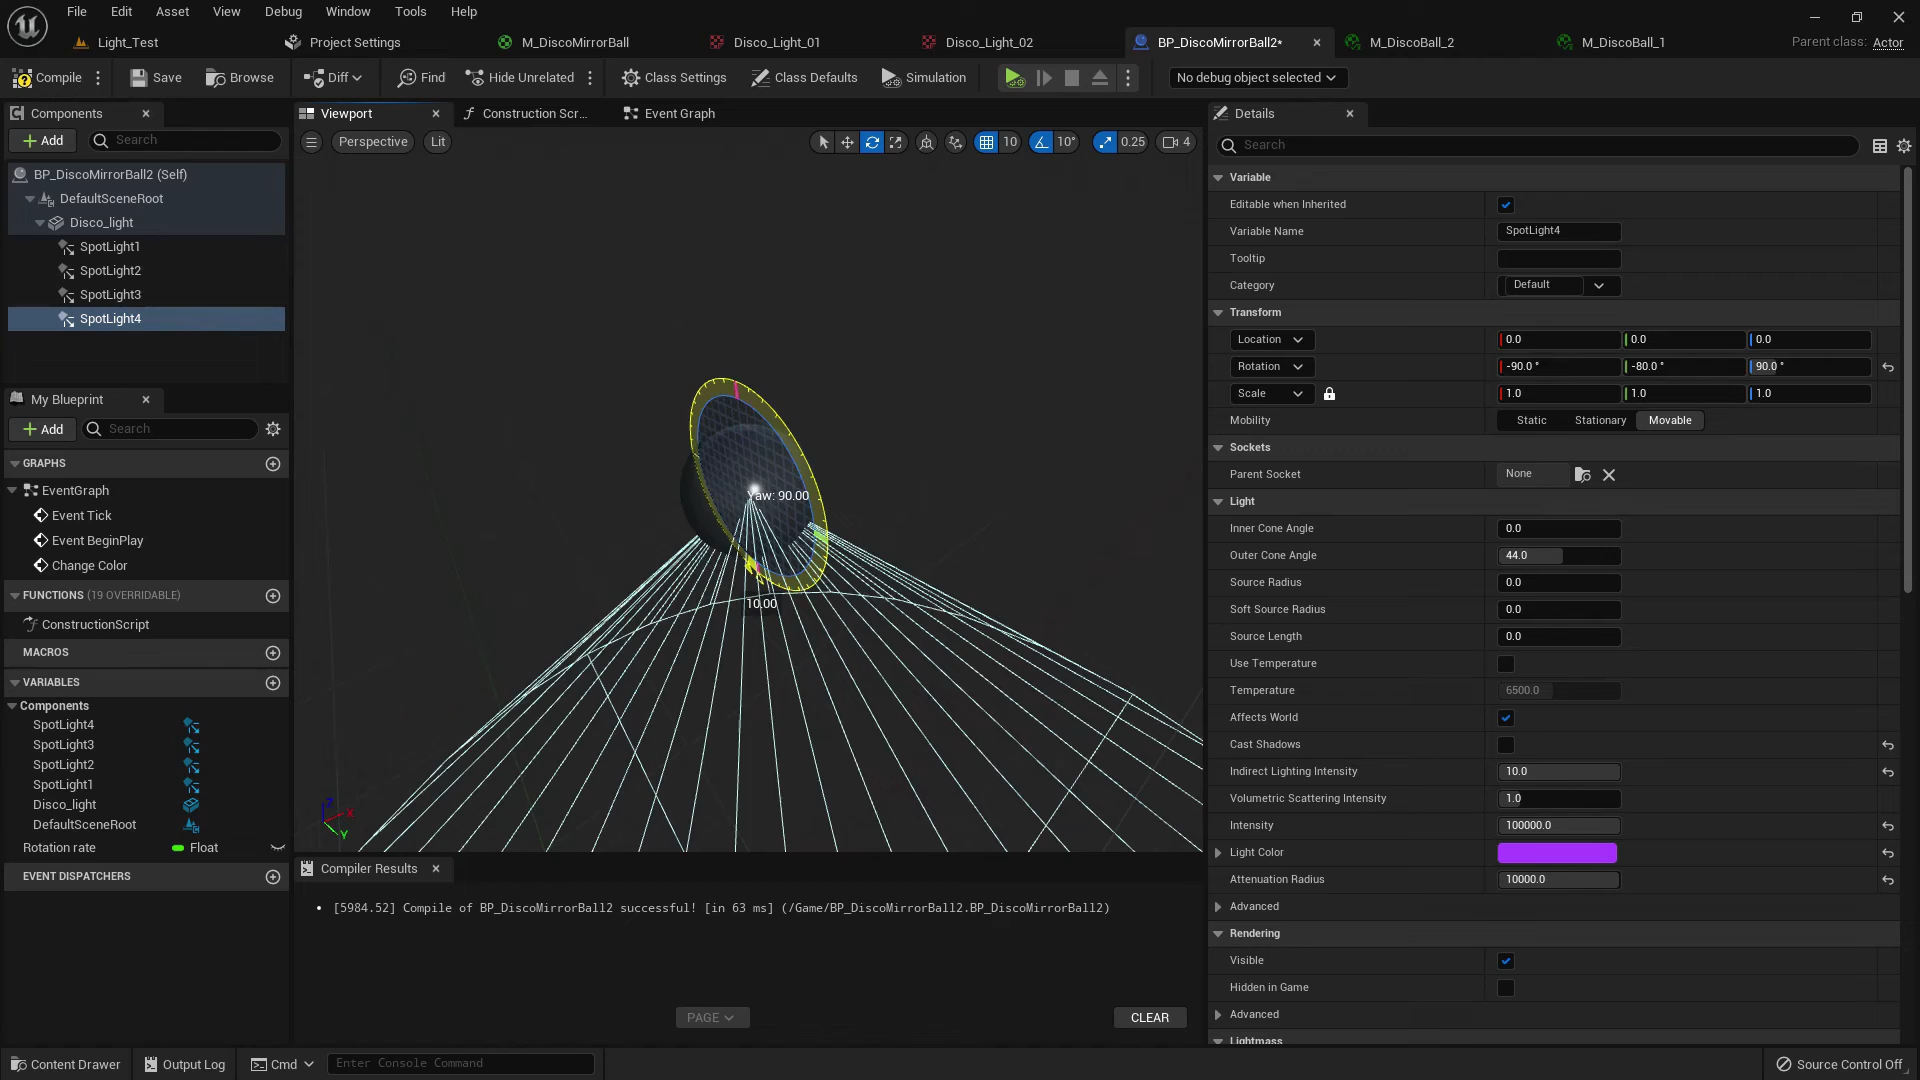 File Edit Asset View Debug Window Tools Help
Light_Test Project Settings M_DiscoMirrorBall Disco_Light_01 Disco_Light_02 BP_DiscoMirrorBall2* M_DiscoBall_2 M_DiscoBall_1 Parent class: Actor
Compile Save Browse Diff Find Hide Unrelated Class Settings Class Defaults Simulation No debug object selected
Components
Add Search
BP_DiscoMirrorBall2 (Self)
DefaultSceneRoot
Disco_light
SpotLight1
SpotLight2
SpotLight3
SpotLight4
My Blueprint
Add Search
GRAPHS
EventGraph
Event Tick
Event BeginPlay
Change Color
FUNCTIONS (19 OVERRIDABLE)
ConstructionScript
MACROS
VARIABLES
Components
SpotLight4
SpotLight3
SpotLight2
SpotLight1
Disco_light
DefaultSceneRoot
Rotation rate Float
EVENT DISPATCHERS
Viewport Construction Scr... Event Graph
Perspective Lit 10 10° 0.25 4
Yaw: 90.00
10.00
Z X Y
Compiler Results
[5984.52] Compile of BP_DiscoMirrorBall2 successful! [in 63 ms] (/Game/BP_DiscoMirrorBall2.BP_DiscoMirrorBall2)
PAGE CLEAR
Details
Search
Variable
Editable when Inherited
Variable Name SpotLight4
Tooltip
Category Default
Transform
Location 0.0 0.0 0.0
Rotation -90.0 ° -80.0 ° 90.0 °
Scale 1.0 1.0 1.0
Mobility Static Stationary Movable
Sockets
Parent Socket None
Light
Inner Cone Angle 0.0
Outer Cone Angle 44.0
Source Radius 0.0
Soft Source Radius 0.0
Source Length 0.0
Use Temperature
Temperature 6500.0
Affects World
Cast Shadows
Indirect Lighting Intensity 10.0
Volumetric Scattering Intensity 1.0
Intensity 100000.0
Light Color
Attenuation Radius 10000.0
Advanced
Rendering
Visible
Hidden in Game
Advanced
Lightmass
Content Drawer Output Log Cmd Enter Console Command Source Control Off